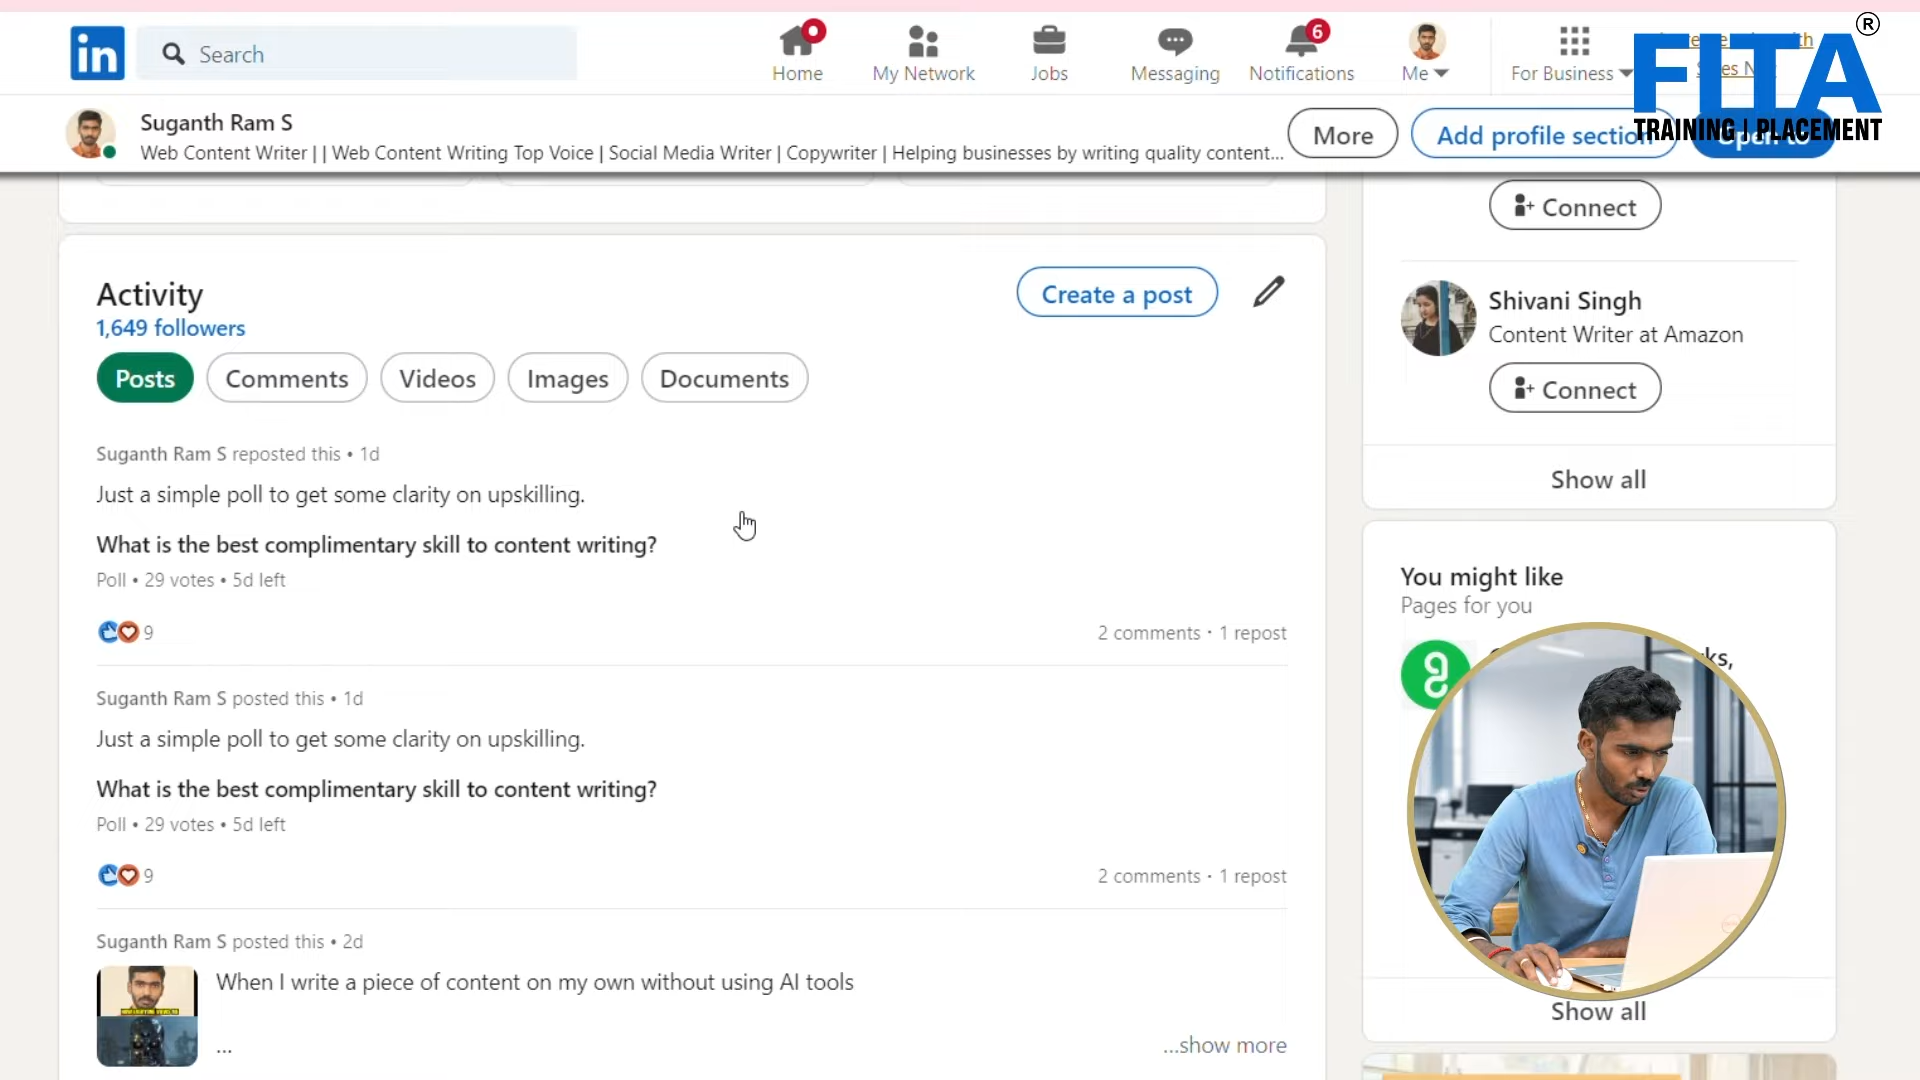 in
Search
Home
My Network
Jobs
Messaging
6
Notifications
Me
For Business
FITA
®
TRAINING | PLACEMENT
Suganth Ram S
Web Content Writer | | Web Content Writing Top Voice | Social Media Writer | Copywriter | Helping businesses by writing quality content...
More
Add profile section
Open to
Connect
Activity
1,649 followers
Create a post
Posts
Comments
Videos
Images
Documents
Suganth Ram S reposted this • 1d
Just a simple poll to get some clarity on upskilling.
What is the best complimentary skill to content writing?
Poll • 29 votes • 5d left
9
2 comments • 1 repost
Suganth Ram S posted this • 1d
Just a simple poll to get some clarity on upskilling.
What is the best complimentary skill to content writing?
Poll • 29 votes • 5d left
9
2 comments • 1 repost
Suganth Ram S posted this • 2d
When I write a piece of content on my own without using AI tools
...
...show more
Shivani Singh
Content Writer at Amazon
Connect
Show all
You might like
Pages for you
Show all